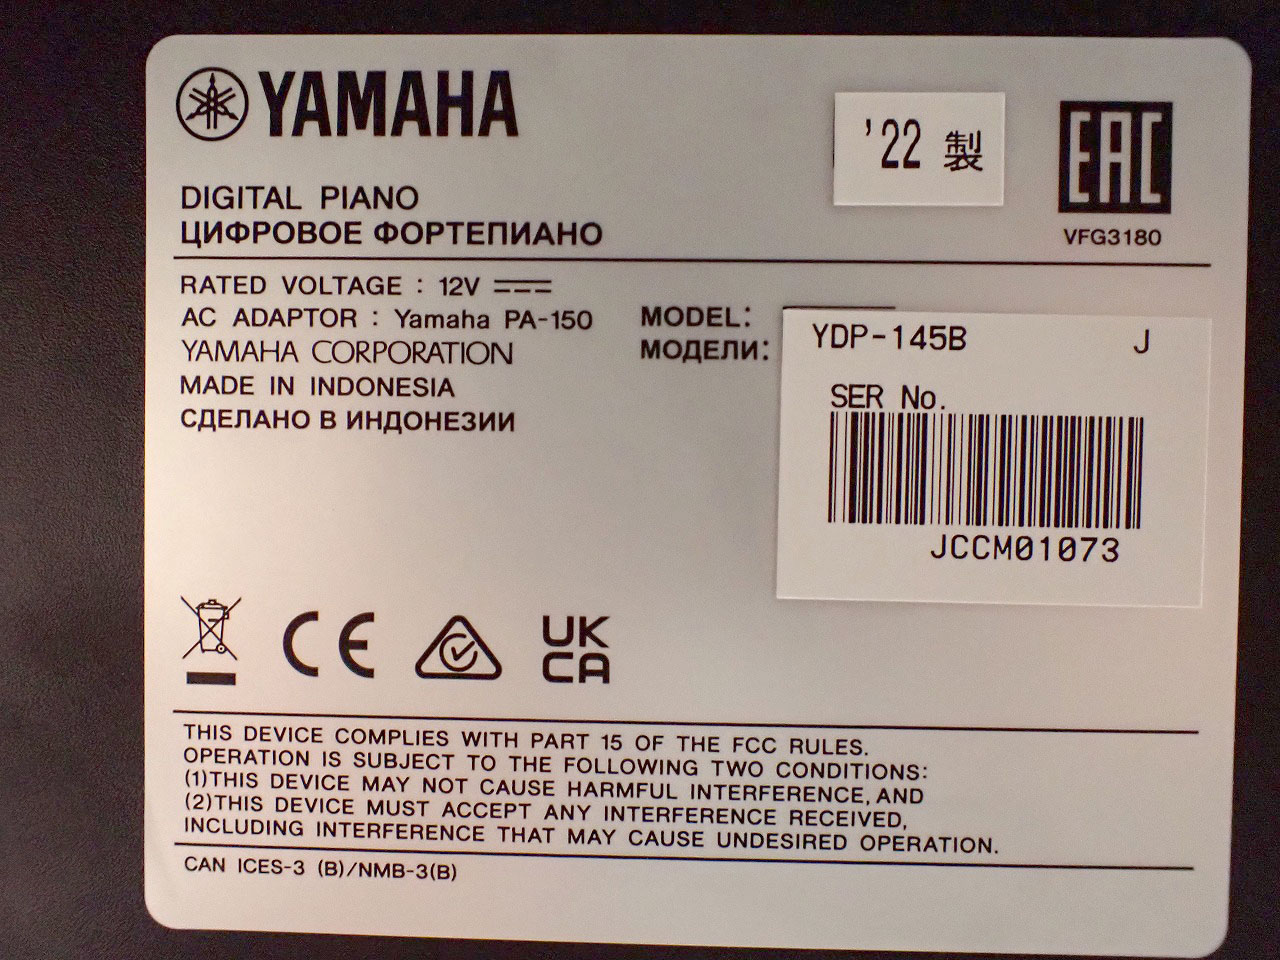 YAMAHA
'22 製
EAC
VFG3180
DIGITAL PIANO
ЦИФРОВОЕ ФОРТЕПИАНО
RATED VOLTAGE : 12V
AC ADAPTOR : Yamaha PA-150
YAMAHA CORPORATION
MADE IN INDONESIA
СДЕЛАНО В ИНДОНЕЗИИ
MODEL:
МОДЕЛИ:
YDP-145B J
SER No.
JCCM01073
CE
UK
CA
THIS DEVICE COMPLIES WITH PART 15 OF THE FCC RULES.
OPERATION IS SUBJECT TO THE FOLLOWING TWO CONDITIONS:
(1)THIS DEVICE MAY NOT CAUSE HARMFUL INTERFERENCE, AND
(2)THIS DEVICE MUST ACCEPT ANY INTERFERENCE RECEIVED,
INCLUDING INTERFERENCE THAT MAY CAUSE UNDESIRED OPERATION.
CAN ICES-3 (B)/NMB-3(B)